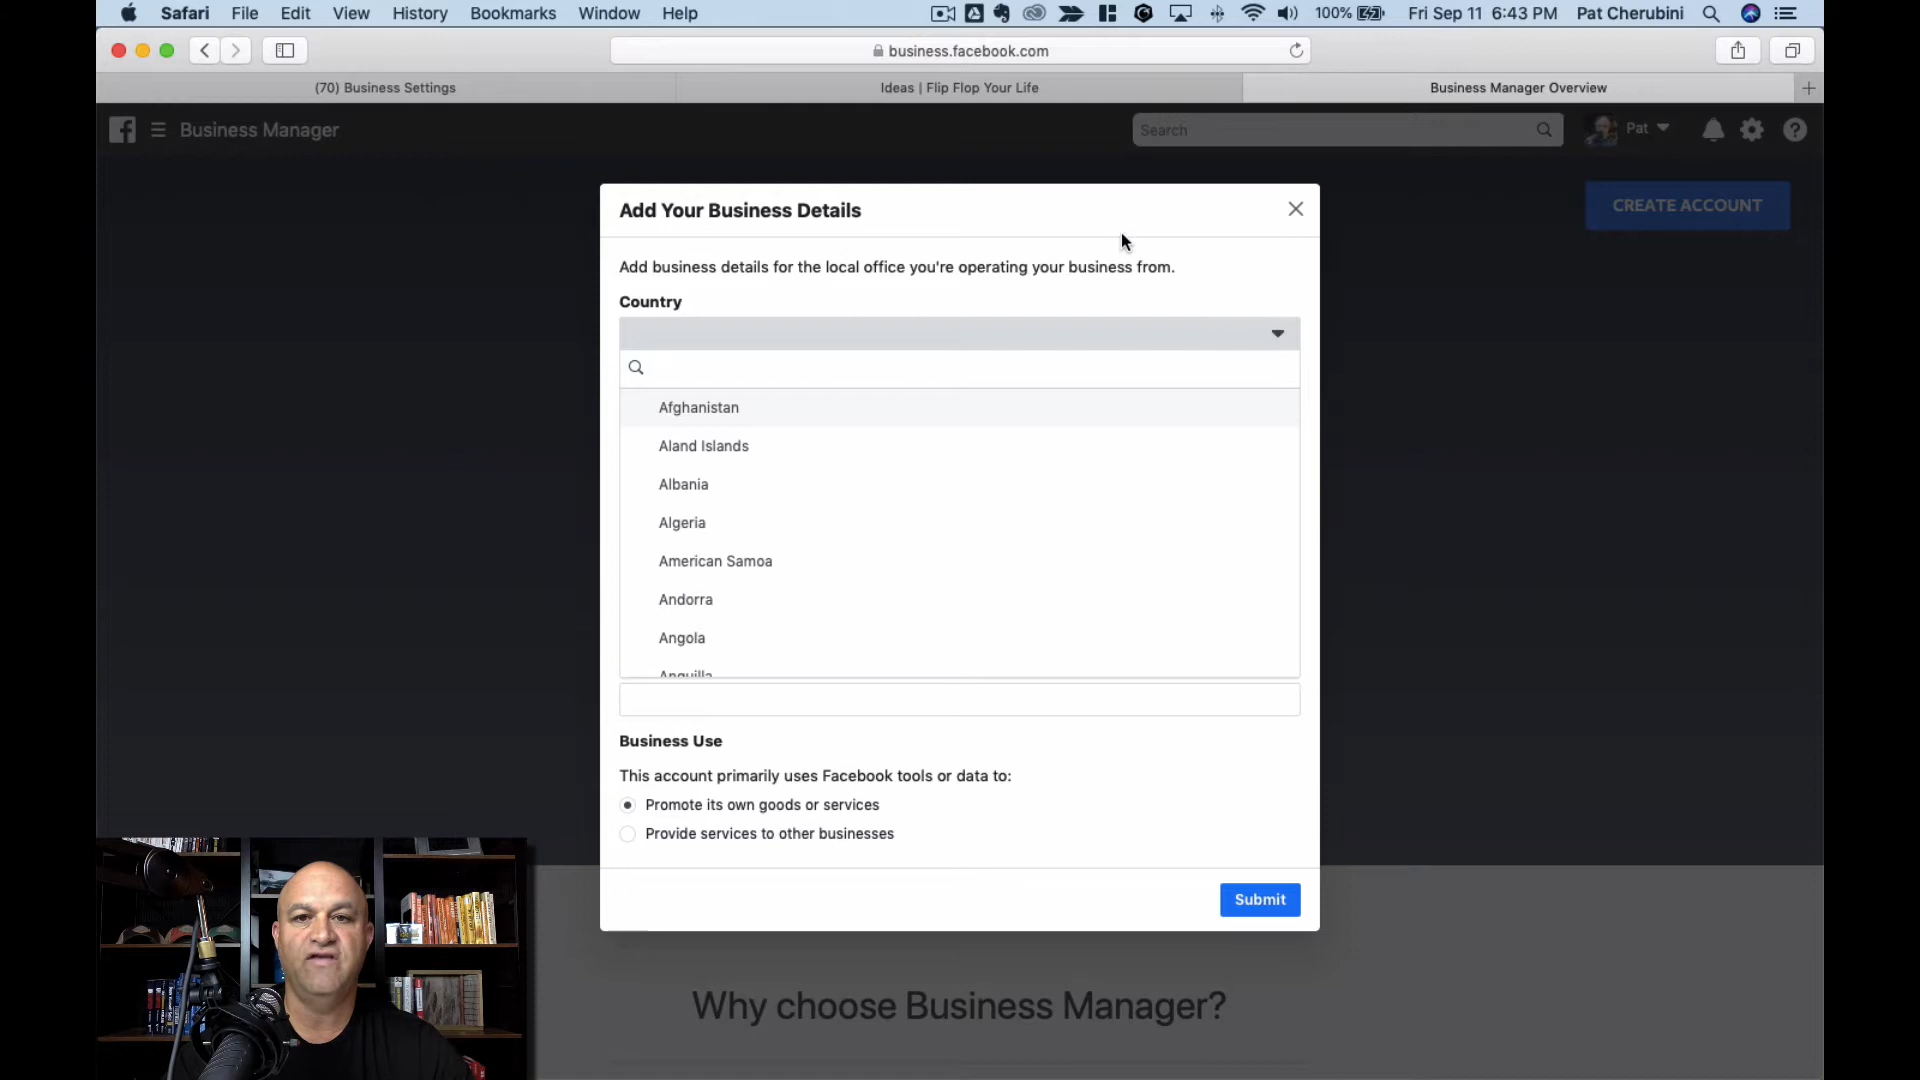 Safari File Edit View History Bookmarks Window Help 100% Fri Sep 11 6:43 PM Pat Cherubini
business.facebook.com
(70) Business Settings Ideas | Flip Flop Your Life Business Manager Overview
Business Manager Search Pat
CREATE ACCOUNT
Add Your Business Details
Add business details for the local office you're operating your business from.
Country
Afghanistan
Aland Islands
Albania
Algeria
American Samoa
Andorra
Angola
Anguilla
Business Use
This account primarily uses Facebook tools or data to:
Promote its own goods or services
Provide services to other businesses
Submit
Why choose Business Manager?